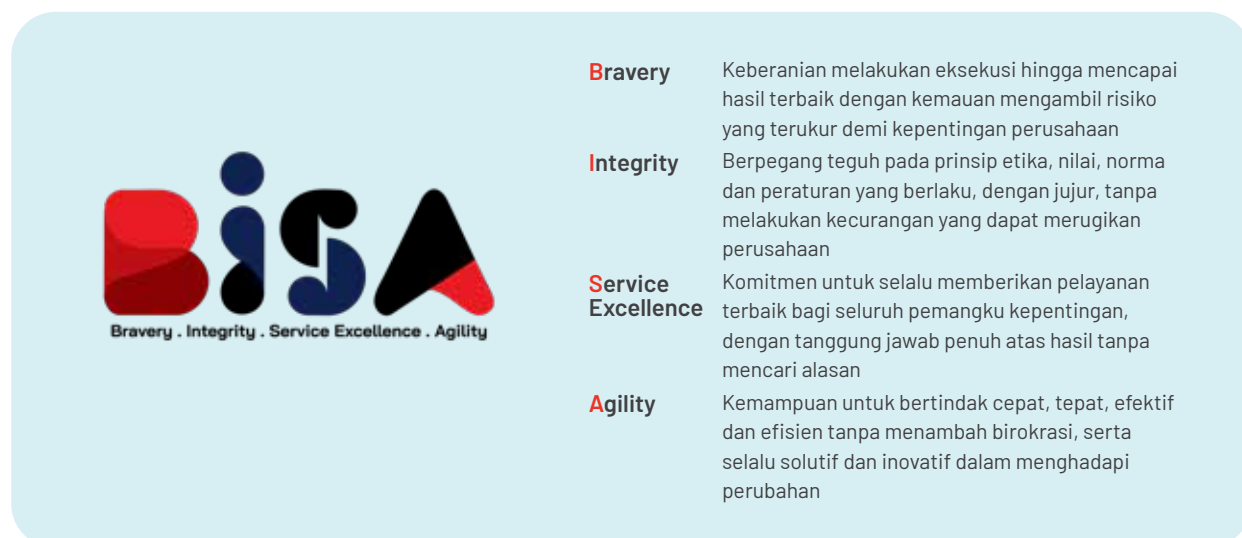 BiSA
Bravery . Integrity . Service Excellence . Agility
Bravery
Keberanian melakukan eksekusi hingga mencapai
hasil terbaik dengan kemauan mengambil risiko
yang terukur demi kepentingan perusahaan
Integrity
Berpegang teguh pada prinsip etika, nilai, norma
dan peraturan yang berlaku, dengan jujur, tanpa
melakukan kecurangan yang dapat merugikan
perusahaan
Service
Excellence
Komitmen untuk selalu memberikan pelayanan
terbaik bagi seluruh pemangku kepentingan,
dengan tanggung jawab penuh atas hasil tanpa
mencari alasan
Agility
Kemampuan untuk bertindak cepat, tepat, efektif
dan efisien tanpa menambah birokrasi, serta
selalu solutif dan inovatif dalam menghadapi
perubahan